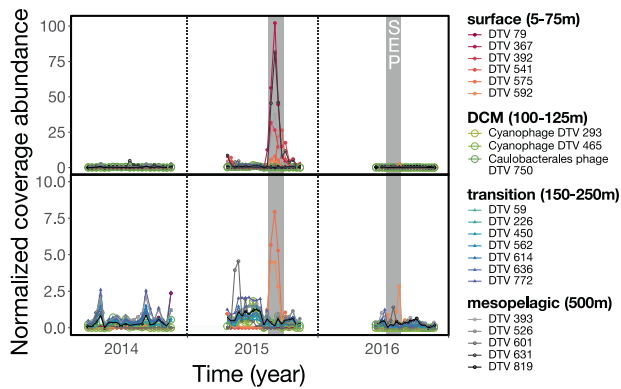 Normalized coverage abundance
100
75
50
25
0
10.0
7.5
5.0
2.5
0.0
SEP
2014
2015
2016
Time (year)
surface (5-75m)
DTV 79
DTV 367
DTV 392
DTV 541
DTV 575
DTV 592
DCM (100-125m)
Cyanophage DTV 293
Cyanophage DTV 465
Caulobacterales phage
DTV 750
transition (150-250m)
DTV 59
DTV 226
DTV 450
DTV 562
DTV 614
DTV 636
DTV 772
mesopelagic (500m)
DTV 393
DTV 526
DTV 601
DTV 631
DTV 819